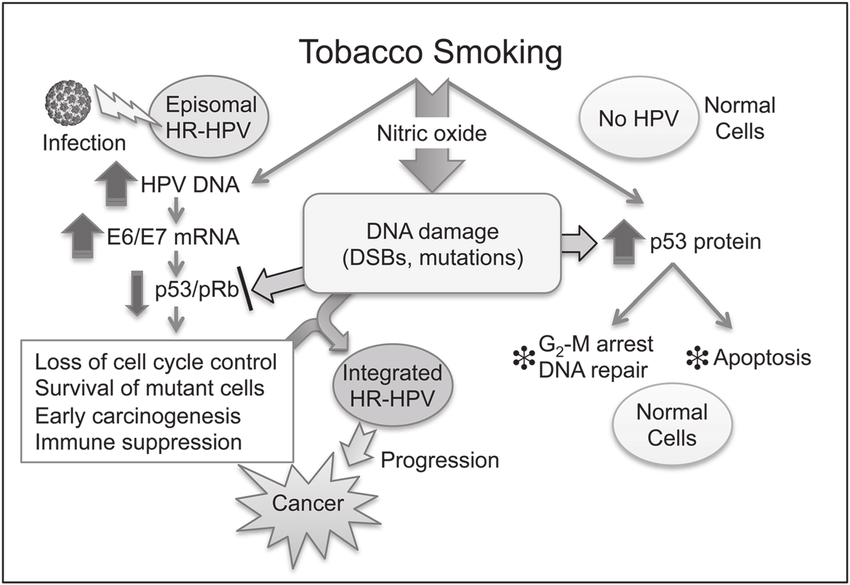 Tobacco Smoking
Infection
Episomal
HR-HPV
Nitric oxide
No HPV
Normal
Cells
HPV DNA
E6/E7 mRNA
p53/pRb
DNA damage
(DSBs, mutations)
p53 protein
G2-M arrest
DNA repair
Apoptosis
Normal
Cells
Loss of cell cycle control
Survival of mutant cells
Early carcinogenesis
Immune suppression
Integrated
HR-HPV
Progression
Cancer